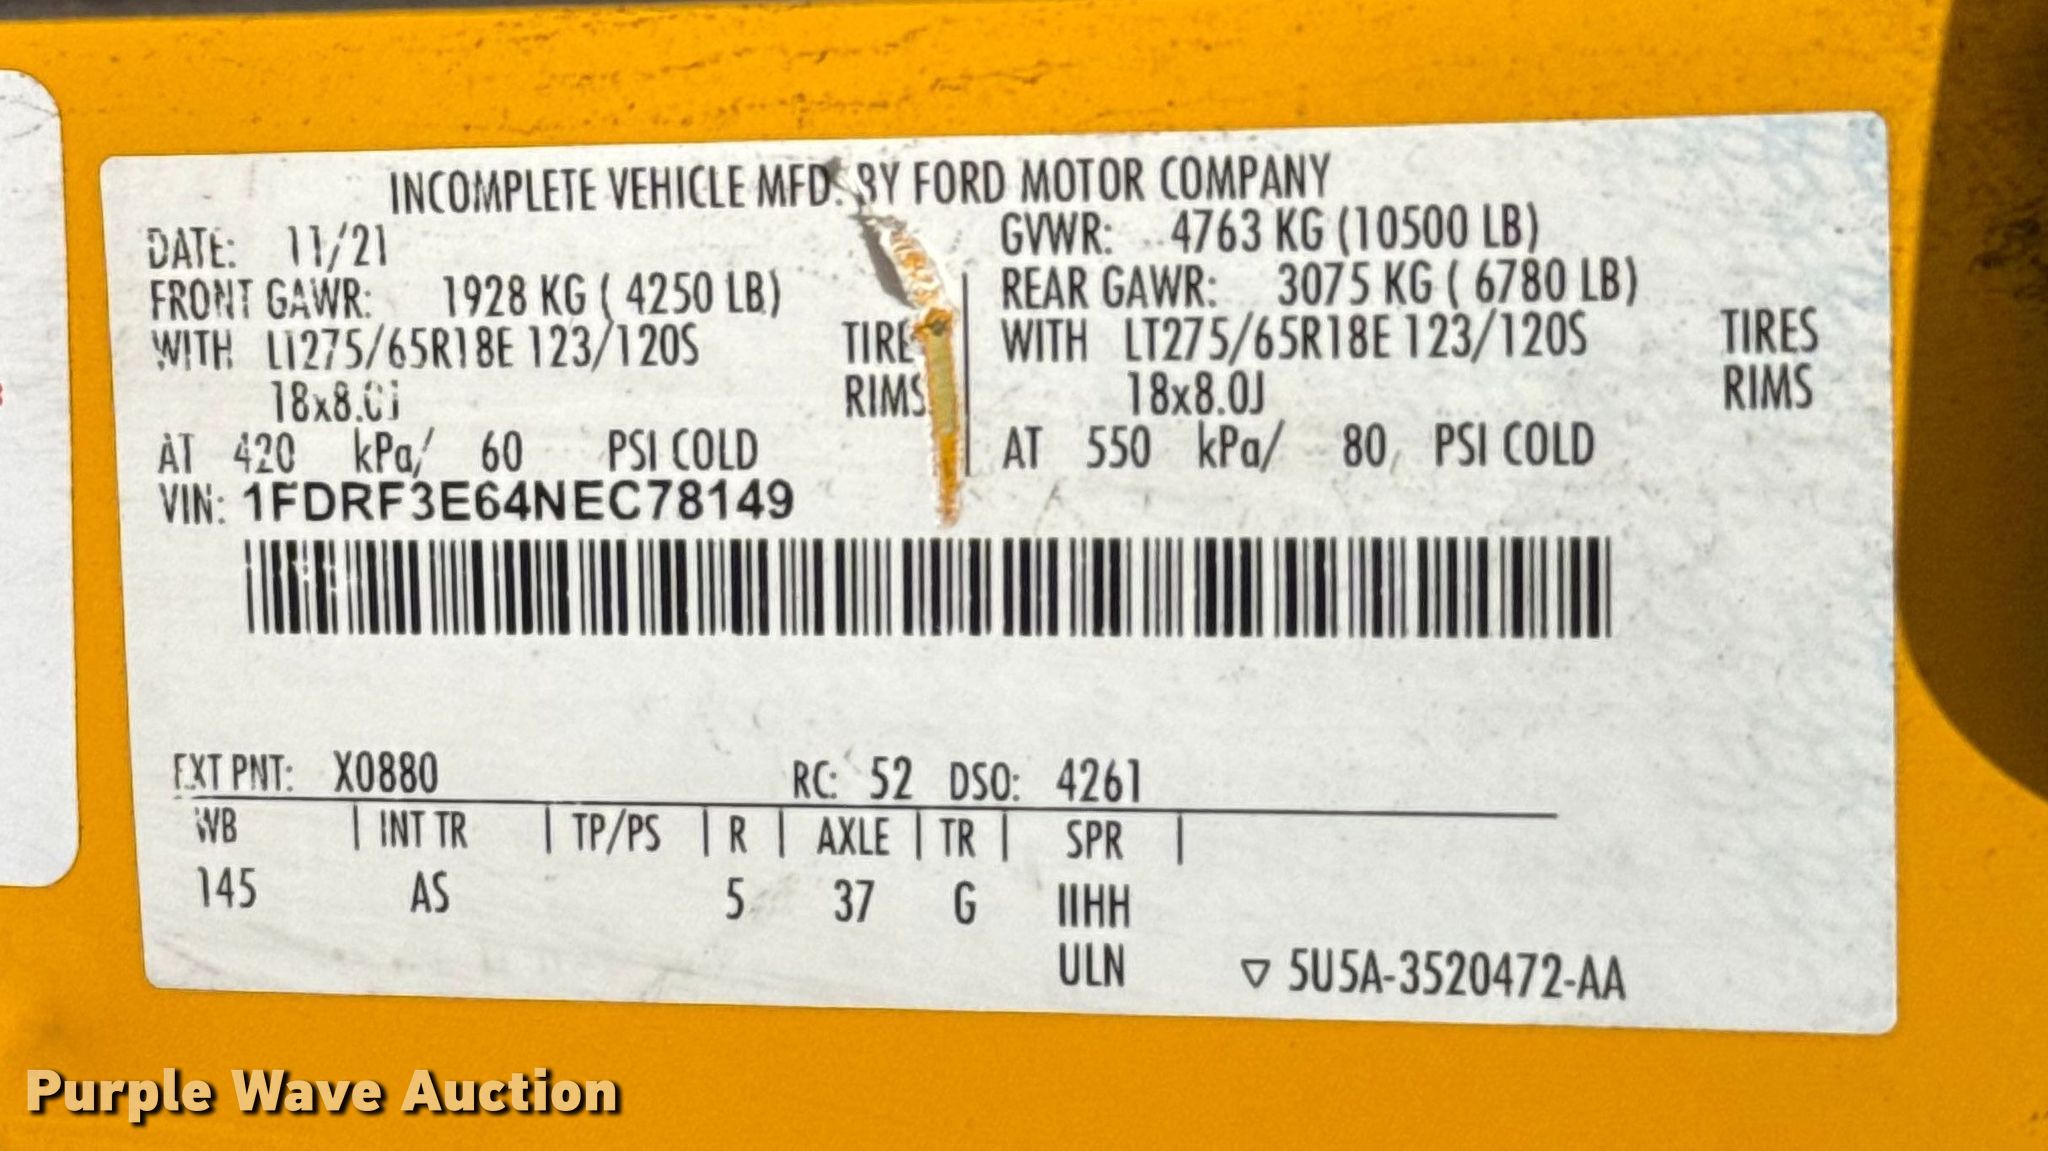 INCOMPLETE VEHICLE MFD. BY FORD MOTOR COMPANY
DATE: 11/21 GVWR: 4763 KG (10500 LB)
FRONT GAWR: 1928 KG ( 4250 LB) REAR GAWR: 3075 KG ( 6780 LB)
WITH LT275/65R18E 123/120S TIRES WITH LT275/65R18E 123/120S TIRES
18x8.0J RIMS 18x8.0J RIMS
AT 420 kPa/ 60 PSI COLD AT 550 kPa/ 80 PSI COLD
VIN: 1FDRF3E64NEC78149
EXT PNT: X0880 RC: 52 DSO: 4261
WB | INT TR | TP/PS | R | AXLE | TR | SPR |
145 AS 5 37 G IIHH
ULN ▽ 5U5A-3520472-AA
Purple Wave Auction